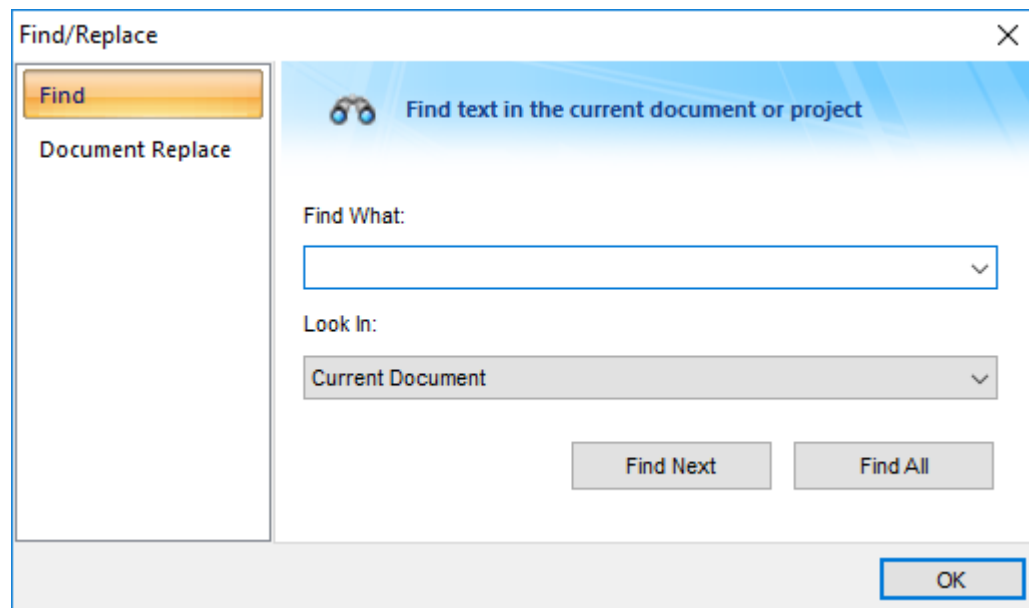 Find/Replace
Find
Document Replace
Find text in the current document or project
Find What:
Look In:
Current Document
Find Next
Find All
OK